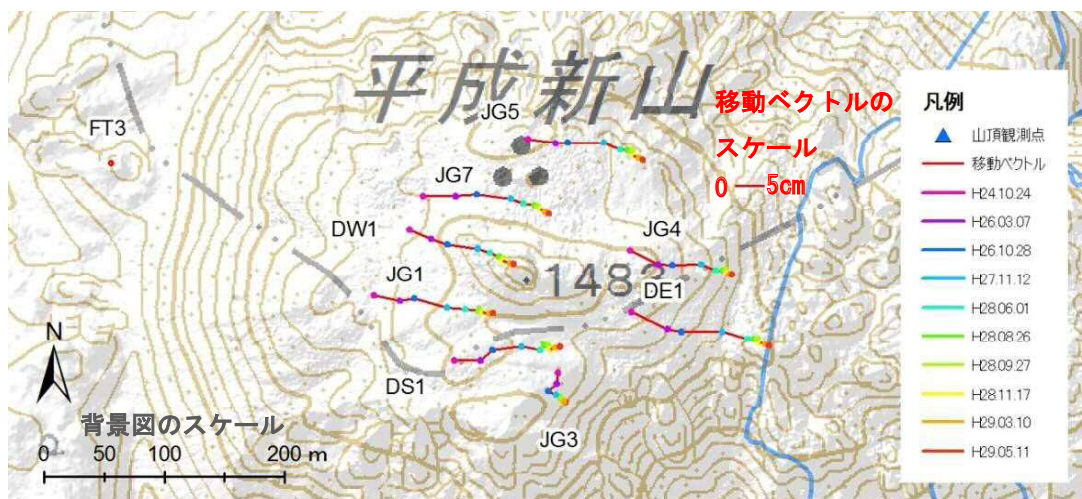 平成新山
JG5
FT3
JG7
DW1
JG4
1483
DE1
JG1
DS1
JG3
移動ベクトルの
スケール
0 5cm
N
背景図のスケール
0 50 100 200 m
凡例
山頂観測点
移動ベクトル
H24.10.24
H26.03.07
H26.10.28
H27.11.12
H28.06.01
H28.08.26
H28.09.27
H28.11.17
H29.03.10
H29.05.11